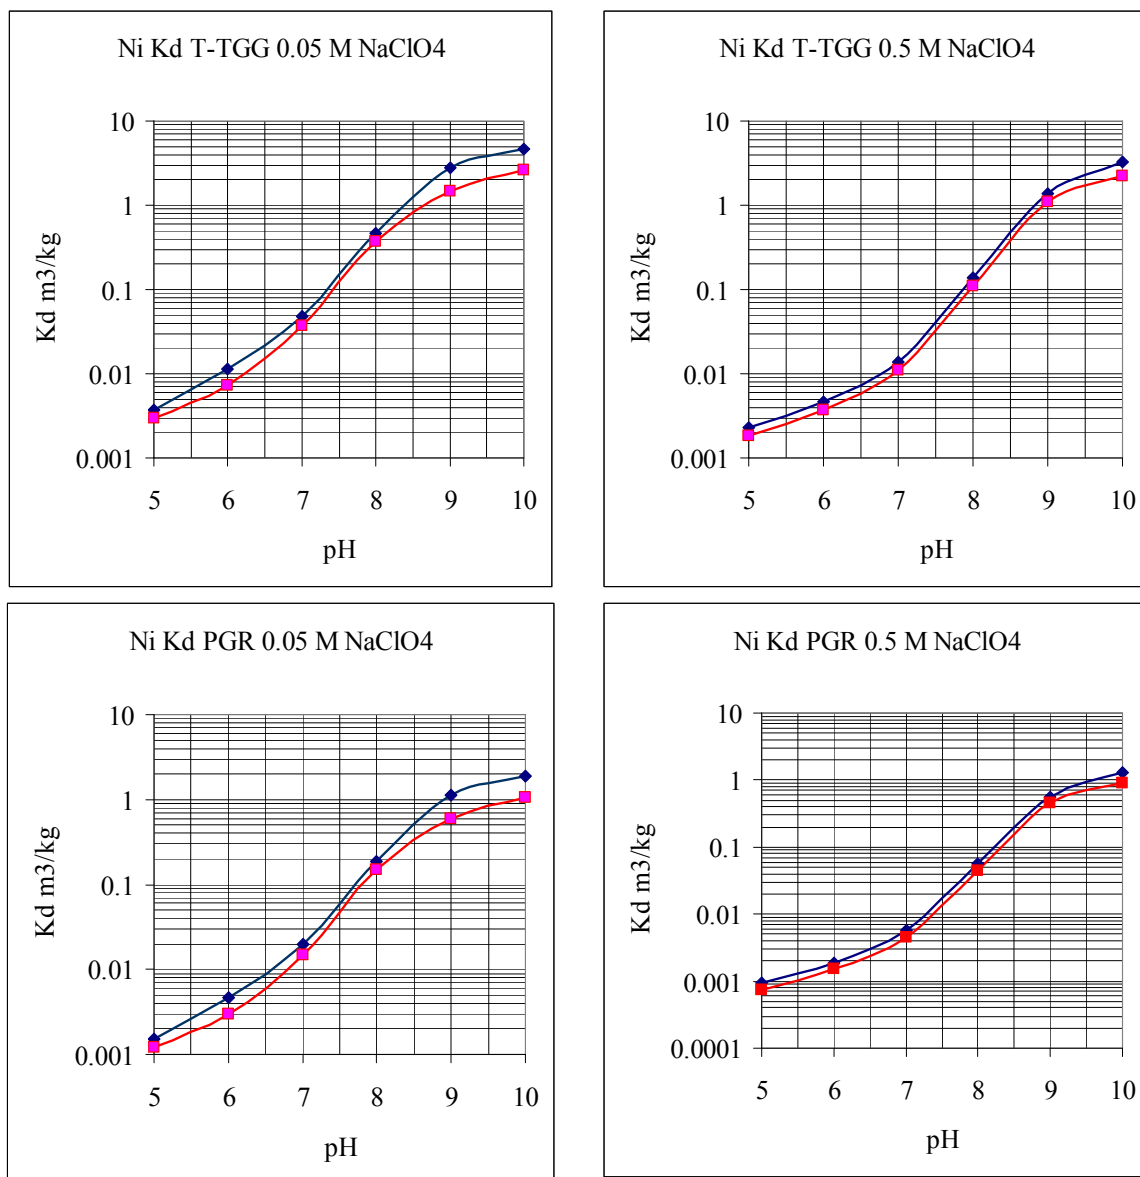 Ni Kd T-TGG 0.05 M NaClO4
Kd m3/kg
10
1
0.1
0.01
0.001
5 6 7 8 9 10
pH
Ni Kd T-TGG 0.5 M NaClO4
Kd m3/kg
10
1
0.1
0.01
0.001
5 6 7 8 9 10
pH
Ni Kd PGR 0.05 M NaClO4
Kd m3/kg
10
1
0.1
0.01
0.001
5 6 7 8 9 10
pH
Ni Kd PGR 0.5 M NaClO4
Kd m3/kg
10
1
0.1
0.01
0.001
0.0001
5 6 7 8 9 10
pH